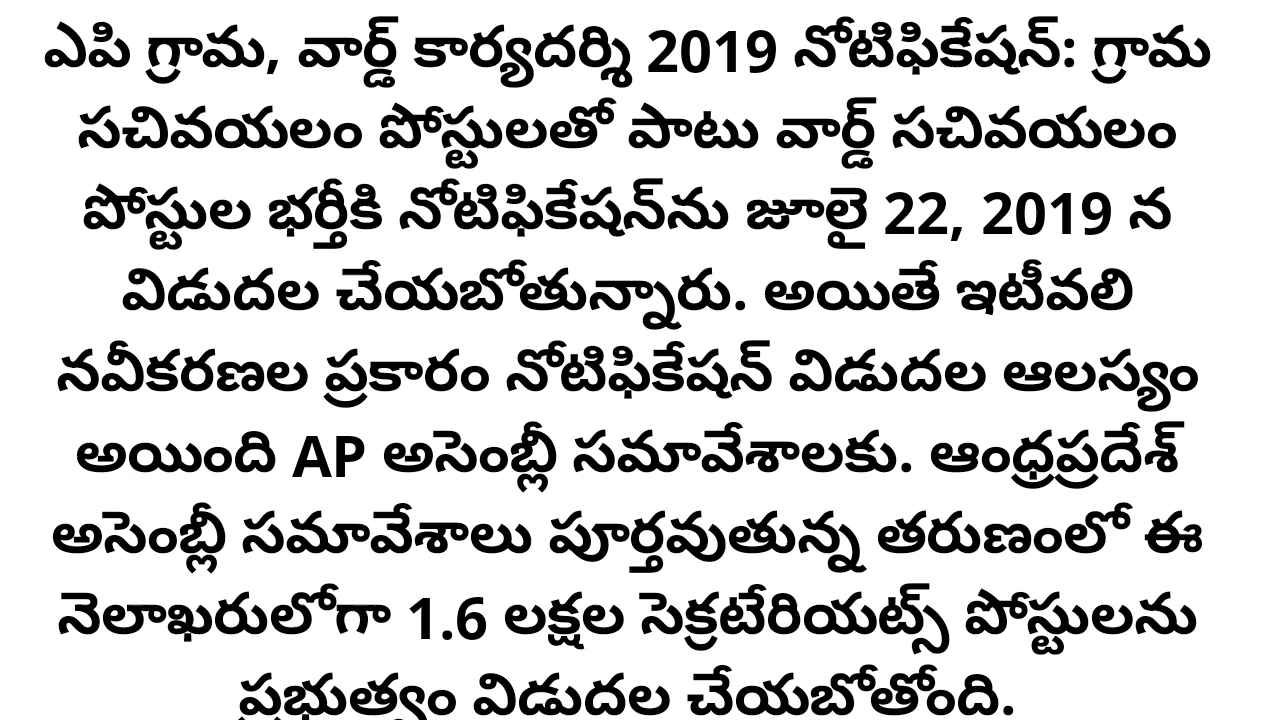 ఎపి గ్రామ, వార్డ్ కార్యదర్శి 2019 నోటిఫికేషన్: గ్రామ
సచివయలం పోస్టులతో పాటు వార్డ్ సచివయలం
పోస్టుల భర్తీకి నోటిఫికేషన్‌ను జూలై 22, 2019 న
విడుదల చేయబోతున్నారు. అయితే ఇటీవలి
నవీకరణల ప్రకారం నోటిఫికేషన్ విడుదల ఆలస్యం
అయింది AP అసెంబ్లీ సమావేశాలకు. ఆంధ్రప్రదేశ్
అసెంబ్లీ సమావేశాలు పూర్తవుతున్న తరుణంలో ఈ
నెలాఖరులోగా 1.6 లక్షల సెక్రటేరియట్స్ పోస్టులను
ప్రభుత్వం విడుదల చేయబోతోంది.